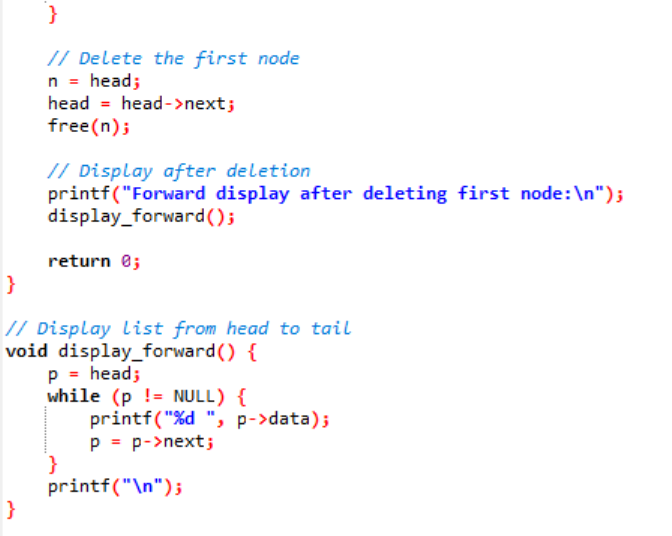 }
// Delete the first node
n = head;
head = head->next;
free(n);
// Display after deletion
printf("Forward display after deleting first node:\n");
display_forward();
return 0;
}
// Display list from head to tail
void display_forward() {
p = head;
while (p != NULL) {
printf("%d ", p->data);
p = p->next;
}
printf("\n");
}